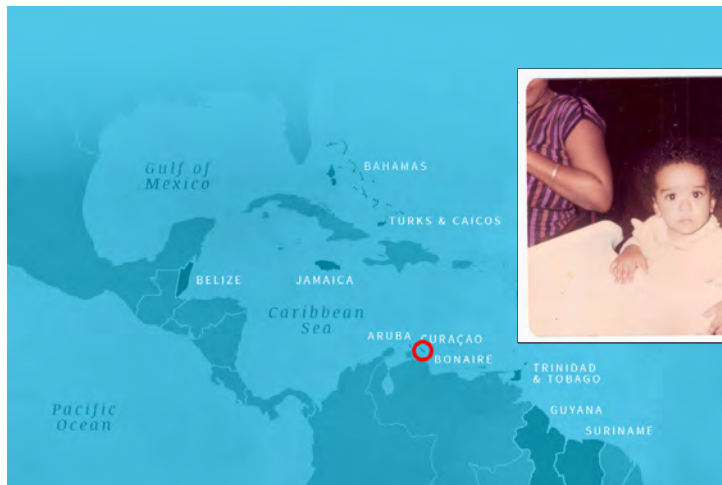 Gulf of
Mexico
BAHAMAS
TURKS & CAICOS
BELIZE
JAMAICA
Caribbean
Sea
ARUBA
CURAÇAO
BONAIRE
TRINIDAD
& TOBAGO
Pacific
Ocean
GUYANA
SURINAME